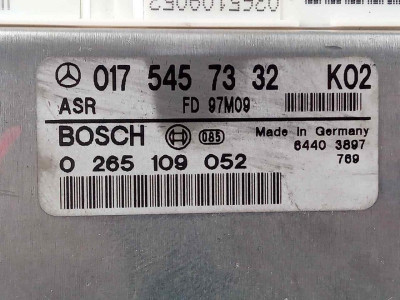 0265109052
017 545 73 32 K02
ASR FD 97M09
BOSCH 085 Made in Germany
0 265 109 052 6440 3897
769